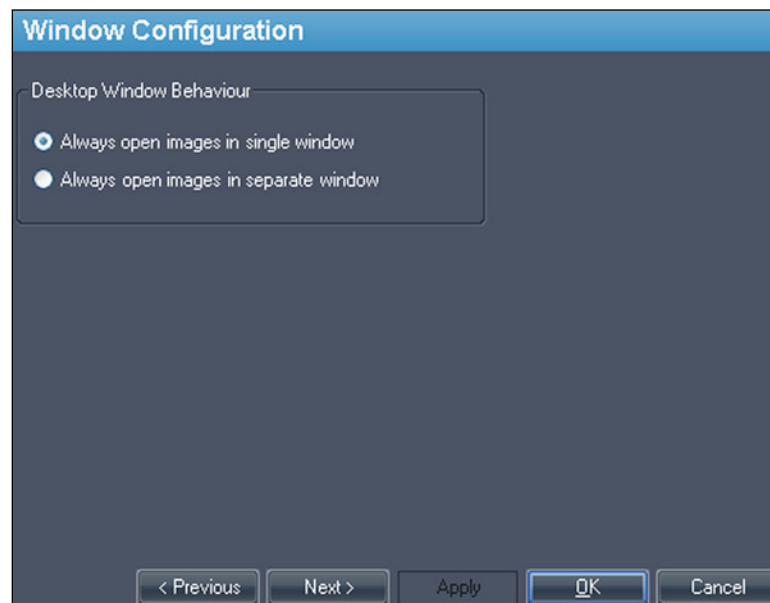 Window Configuration
Desktop Window Behaviour
Always open images in single window
Always open images in separate window
< Previous Next > Apply OK Cancel